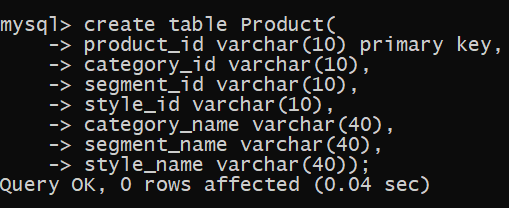 mysql> create table Product(
    -> product_id varchar(10) primary key,
    -> category_id varchar(10),
    -> segment_id varchar(10),
    -> style_id varchar(10),
    -> category_name varchar(40),
    -> segment_name varchar(40),
    -> style_name varchar(40));
Query OK, 0 rows affected (0.04 sec)